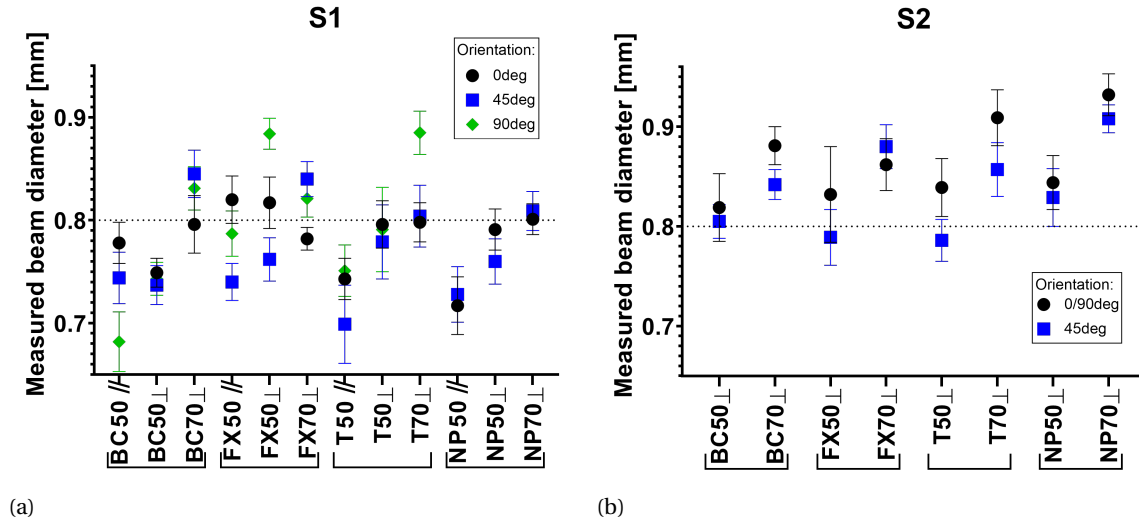 S1
Measured beam diameter [mm]
0.9
0.8
0.7
Orientation:
0deg
45deg
90deg
BC50 //
BC50⊥
BC70⊥
FX50 //
FX50⊥
FX70⊥
T50 //
T50⊥
T70⊥
NP50 //
NP50⊥
NP70⊥
(a)
S2
Measured beam diameter [mm]
0.9
0.8
0.7
Orientation:
0/90deg
45deg
BC50⊥
BC70⊥
FX50⊥
FX70⊥
T50⊥
T70⊥
NP50⊥
NP70⊥
(b)